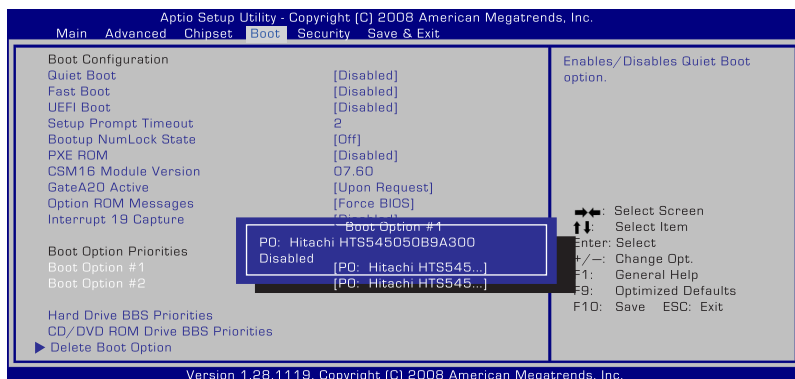 Aptio Setup Utility - Copyright (C) 2008 American Megatrends, Inc.
Main Advanced Chipset Boot Security Save & Exit
Boot Configuration
Quiet Boot [Disabled]
Fast Boot [Disabled]
UEFI Boot [Disabled]
Setup Prompt Timeout 2
Bootup NumLock State [Off]
PXE ROM [Disabled]
CSM16 Module Version 07.60
GateA20 Active [Upon Request]
Option ROM Messages [Force BIOS]
Interrupt 19 Capture [Disabled]
Boot Option Priorities
Boot Option #1 [P0: Hitachi HTS545...]
Boot Option #2 [P0: Hitachi HTS545...]
Hard Drive BBS Priorities
CD/DVD ROM Drive BBS Priorities
Delete Boot Option
Boot Option #1
P0: Hitachi HTS545050B9A300
Disabled
Enables/Disables Quiet Boot
option.
: Select Screen
: Select Item
Enter: Select
+/—: Change Opt.
F1: General Help
F9: Optimized Defaults
F10: Save ESC: Exit
Version 1.28.1119. Copyright (C) 2008 American Megatrends, Inc.